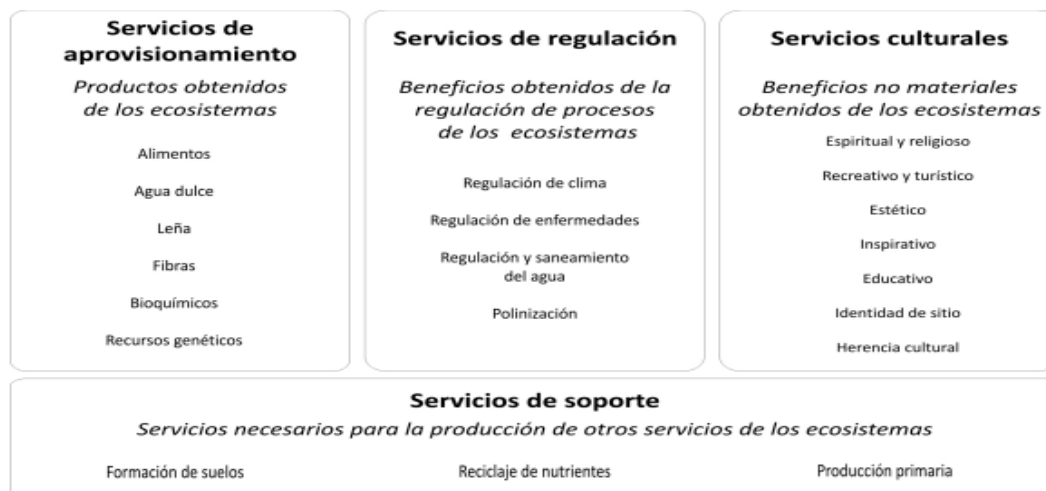 Servicios de
aprovisionamiento
Productos obtenidos
de los ecosistemas
Alimentos
Agua dulce
Leña
Fibras
Bioquímicos
Recursos genéticos
Servicios de regulación
Beneficios obtenidos de la
regulación de procesos
de los ecosistemas
Regulación de clima
Regulación de enfermedades
Regulación y saneamiento
del agua
Polinización
Servicios culturales
Beneficios no materiales
obtenidos de los ecosistemas
Espiritual y religioso
Recreativo y turístico
Estético
Inspirativo
Educativo
Identidad de sitio
Herencia cultural
Servicios de soporte
Servicios necesarios para la producción de otros servicios de los ecosistemas
Formación de suelos
Reciclaje de nutrientes
Producción primaria